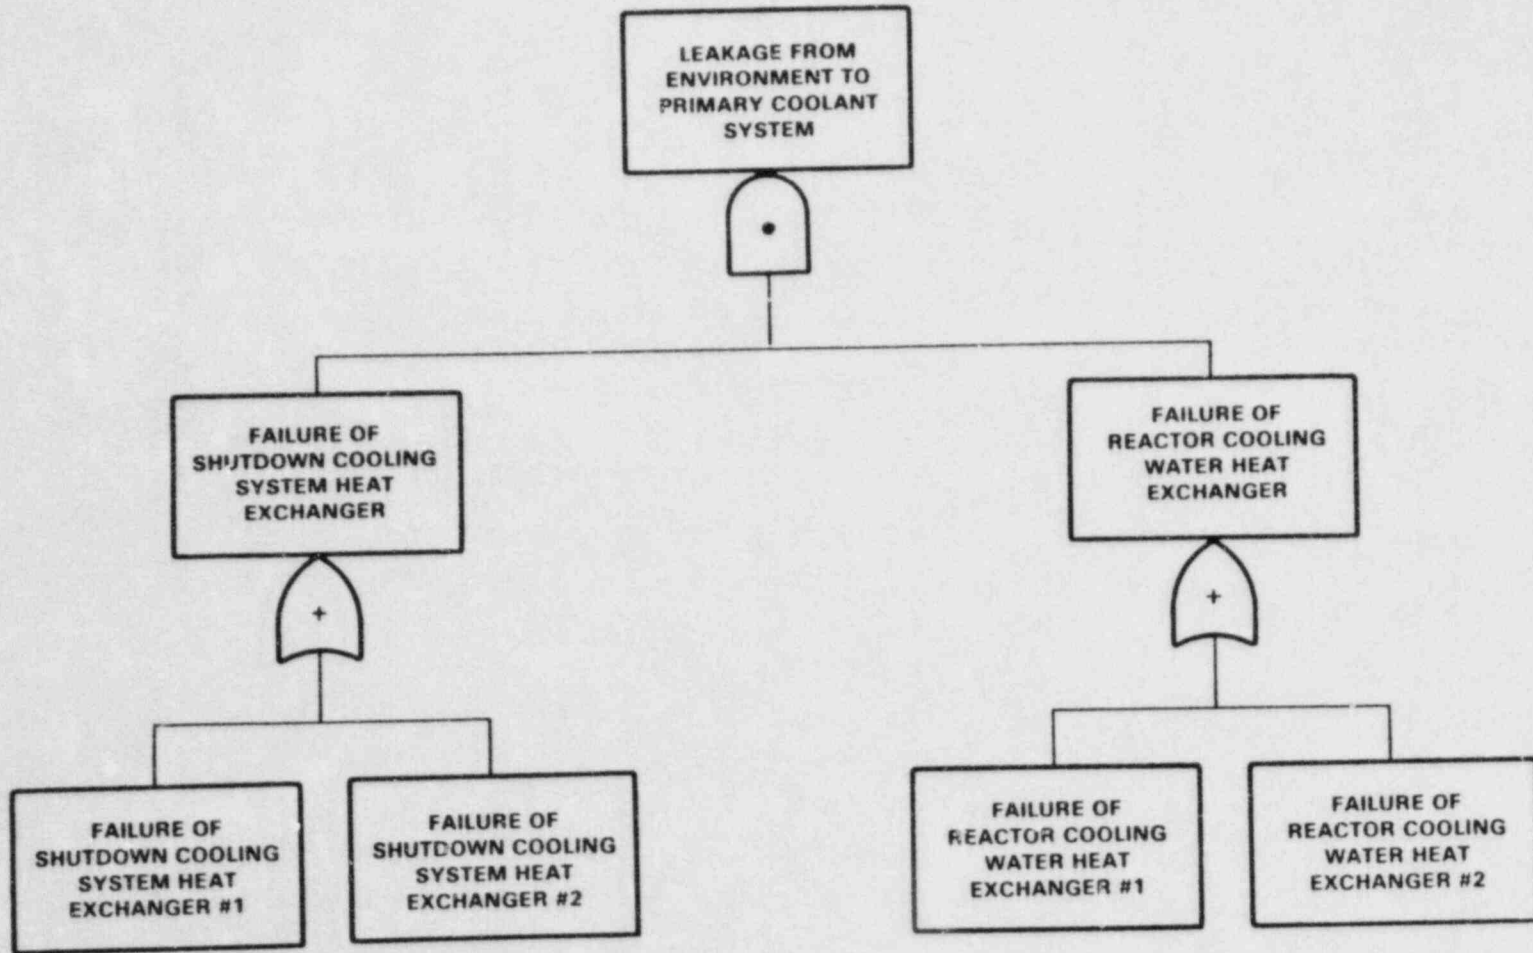 LEAKAGE FROM
ENVIRONMENT TO
PRIMARY COOLANT
SYSTEM
FAILURE OF
SHUTDOWN COOLING
SYSTEM HEAT
EXCHANGER
FAILURE OF
REACTOR COOLING
WATER HEAT
EXCHANGER
+
+
FAILURE OF
SHUTDOWN COOLING
SYSTEM HEAT
EXCHANGER #1
FAILURE OF
SHUTDOWN COOLING
SYSTEM HEAT
EXCHANGER #2
FAILURE OF
REACTOR COOLING
WATER HEAT
EXCHANGER #1
FAILURE OF
REACTOR COOLING
WATER HEAT
EXCHANGER #2